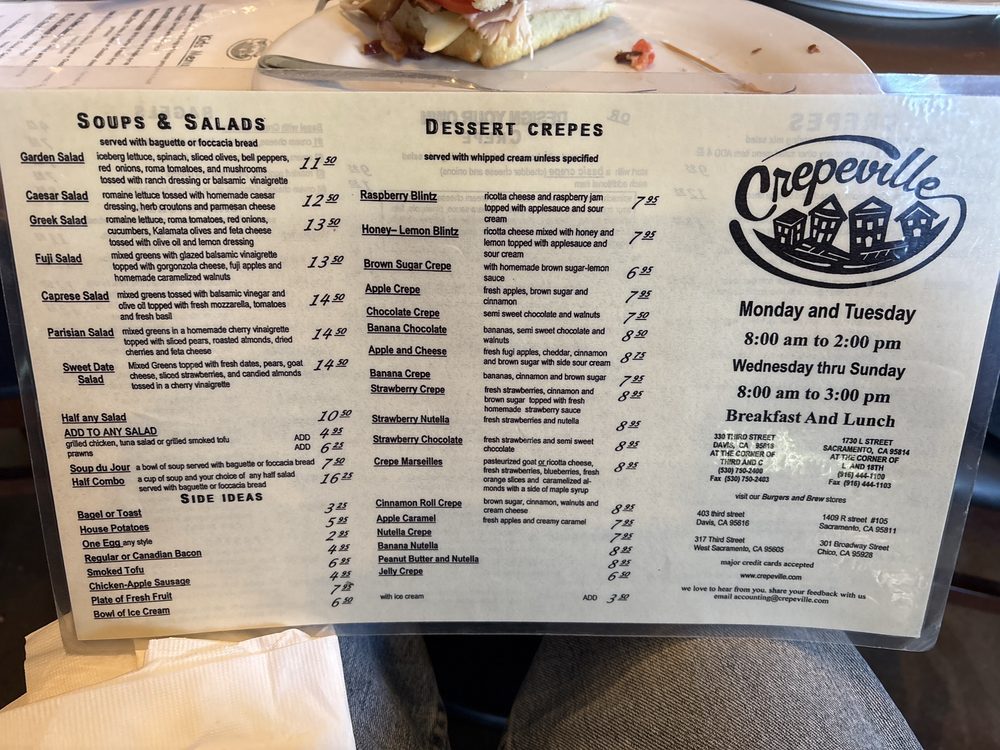 SOUPS & SALADS
served with baguette or foccacia bread
Garden Salad iceberg lettuce, spinach, sliced olives, bell peppers, 11 50
red onions, roma tomatoes, and mushrooms
tossed with ranch dressing or balsamic vinaigrette
Caesar Salad romaine lettuce tossed with homemade caesar 12 50
dressing, herb croutons and parmesan cheese
Greek Salad romaine lettuce, roma tomatoes, red onions, 13 50
cucumbers, Kalamata olives and feta cheese
tossed with olive oil and lemon dressing
Fuji Salad mixed greens with glazed balsamic vinaigrette 13 50
topped with gorgonzola cheese, fuji apples and
homemade caramelized walnuts
Caprese Salad mixed greens tossed with balsamic vinegar and 14 50
olive oil topped with fresh mozzarella, tomatoes
and fresh basil
Parisian Salad mixed greens in a homemade cherry vinaigrette 14 50
topped with sliced pears, roasted almonds, dried
cherries and feta cheese
Sweet Date Salad Mixed Greens topped with fresh dates, pears, goat 14 50
cheese, sliced strawberries, and candied almonds
tossed in a cherry vinaigrette
Half any Salad 10 50
ADD TO ANY SALAD
grilled chicken, tuna salad or grilled smoked tofu ADD 4 95
prawns ADD 6 25
Soup du Jour a bowl of soup served with baguette or foccacia bread 7 50
Half Combo a cup of soup and your choice of any half salad 16 25
served with baguette or foccacia bread
SIDE IDEAS
Bagel or Toast 3 25
House Potatoes 5 95
One Egg any style 2 95
Regular or Canadian Bacon 4 95
Smoked Tofu 6 95
Chicken-Apple Sausage 4 95
Plate of Fresh Fruit 7 95
Bowl of Ice Cream 6 50
DESSERT CREPES
served with whipped cream unless specified
Raspberry Blintz ricotta cheese and raspberry jam 7 95
topped with applesauce and sour
cream
Honey– Lemon Blintz ricotta cheese mixed with honey and 7 95
lemon topped with applesauce and
sour cream
Brown Sugar Crepe with homemade brown sugar-lemon 6 95
sauce
Apple Crepe fresh apples, brown sugar and 7 95
cinnamon
Chocolate Crepe semi sweet chocolate and walnuts 7 50
Banana Chocolate bananas, semi sweet chocolate and 8 50
walnuts
Apple and Cheese fresh fugi apples, cheddar, cinnamon 8 75
and brown sugar with side sour cream
Banana Crepe bananas, cinnamon and brown sugar 7 95
Strawberry Crepe fresh strawberries, cinnamon and 8 95
brown sugar topped with fresh
homemade strawberry sauce
Strawberry Nutella fresh strawberries and nutella 8 95
Strawberry Chocolate fresh strawberries and semi sweet 8 95
chocolate
Crepe Marseilles pasteurized goat or ricotta cheese, 8 95
fresh strawberries, blueberries, fresh
orange slices and caramelized al-
monds with a side of maple syrup
Cinnamon Roll Crepe brown sugar, cinnamon, walnuts and 8 95
cream cheese
Apple Caramel fresh apples and creamy caramel 7 95
Nutella Crepe 7 95
Banana Nutella 8 95
Peanut Butter and Nutella 8 95
Jelly Crepe 6 50
with ice cream ADD 3 50
Crepeville
Monday and Tuesday
8:00 am to 2:00 pm
Wednesday thru Sunday
8:00 am to 3:00 pm
Breakfast And Lunch
330 THIRD STREET
DAVIS, CA 95616
AT THE CORNER OF
THIRD AND C
(530) 750-2400
Fax (530) 750-2403
1730 L STREET
SACRAMENTO, CA 95814
AT THE CORNER OF
L AND 18TH
(916) 444-1100
Fax (916) 444-1103
visit our Burgers and Brew stores
403 third street
Davis, CA 95616
1409 R street #105
Sacramento, CA 95811
317 Third Street
West Sacramento, CA 95605
301 Broadway Street
Chico, CA 95928
major credit cards accepted
www.crepeville.com
we love to hear from you. share your feedback with us
email accounting@crepeville.com